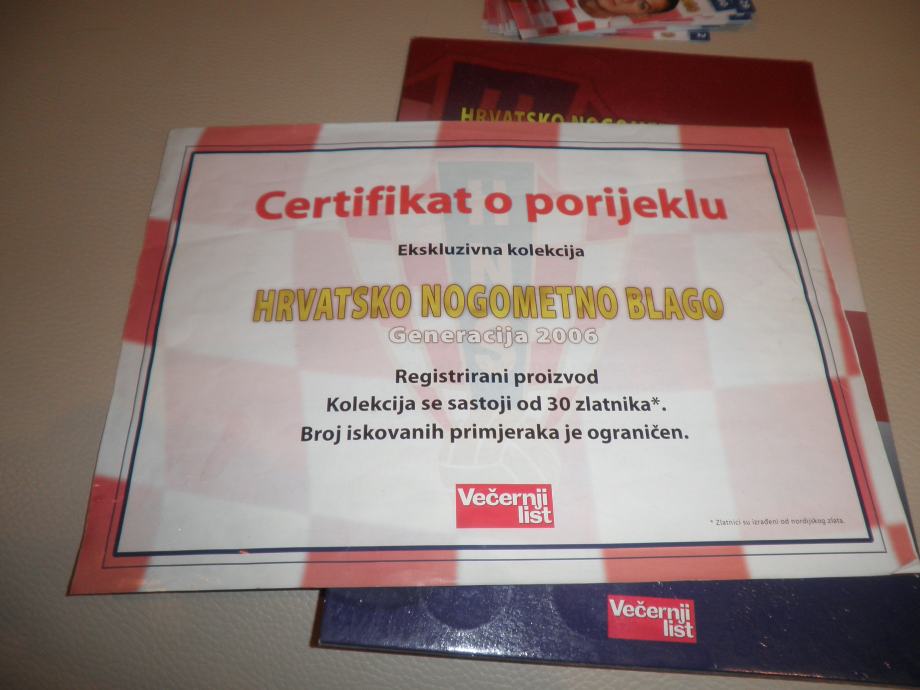 HRVATSKO
Certifikat o porijeklu
Ekskluzivna kolekcija
HRVATSKO NOGOMETNO BLAGO
Generacija 2006
Registrirani proizvod
Kolekcija se sastoji od 30 zlatnika*.
Broj iskovanih primjeraka je ograničen.
Večernji
list
* Zlatnici su izrađeni od nordijskog zlata.
Večernji
list